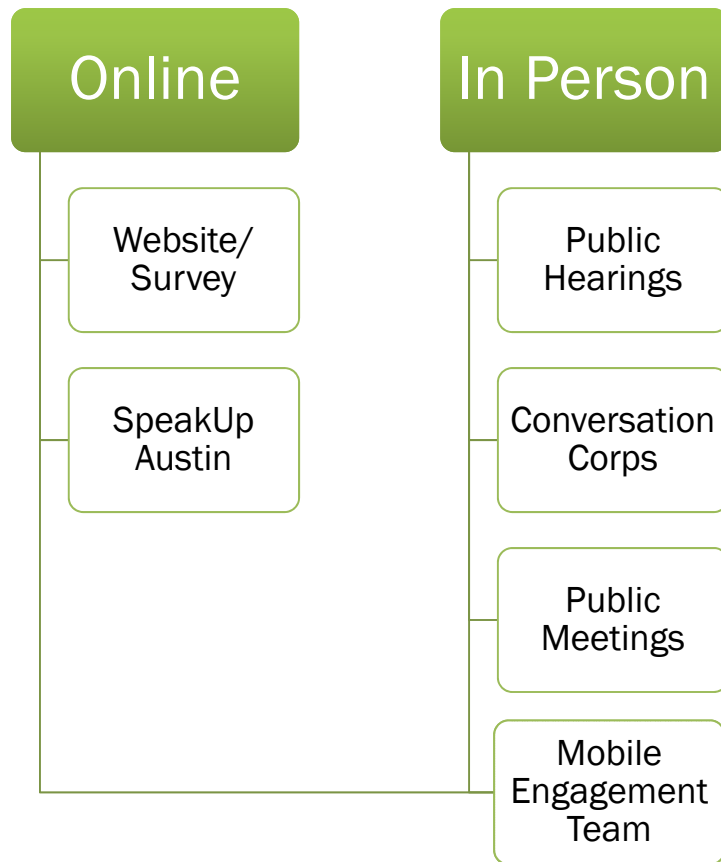 Online
Website/
Survey
SpeakUp
Austin
In Person
Public
Hearings
Conversation
Corps
Public
Meetings
Mobile
Engagement
Team